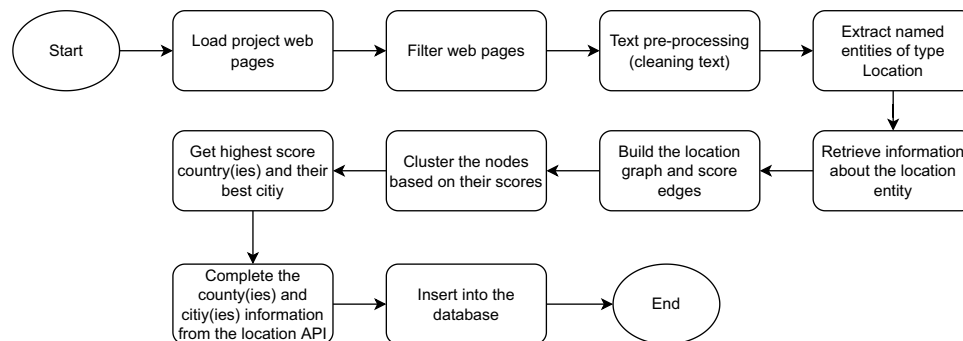 Start
Load project web
pages
Filter web pages
Text pre-processing
(cleaning text)
Extract named
entities of type
Location
Retrieve information
about the location
entity
Build the location
graph and score
edges
Cluster the nodes
based on their scores
Get highest score
country(ies) and their
best citiy
Complete the
county(ies) and
citiy(ies) information
from the location API
Insert into the
database
End